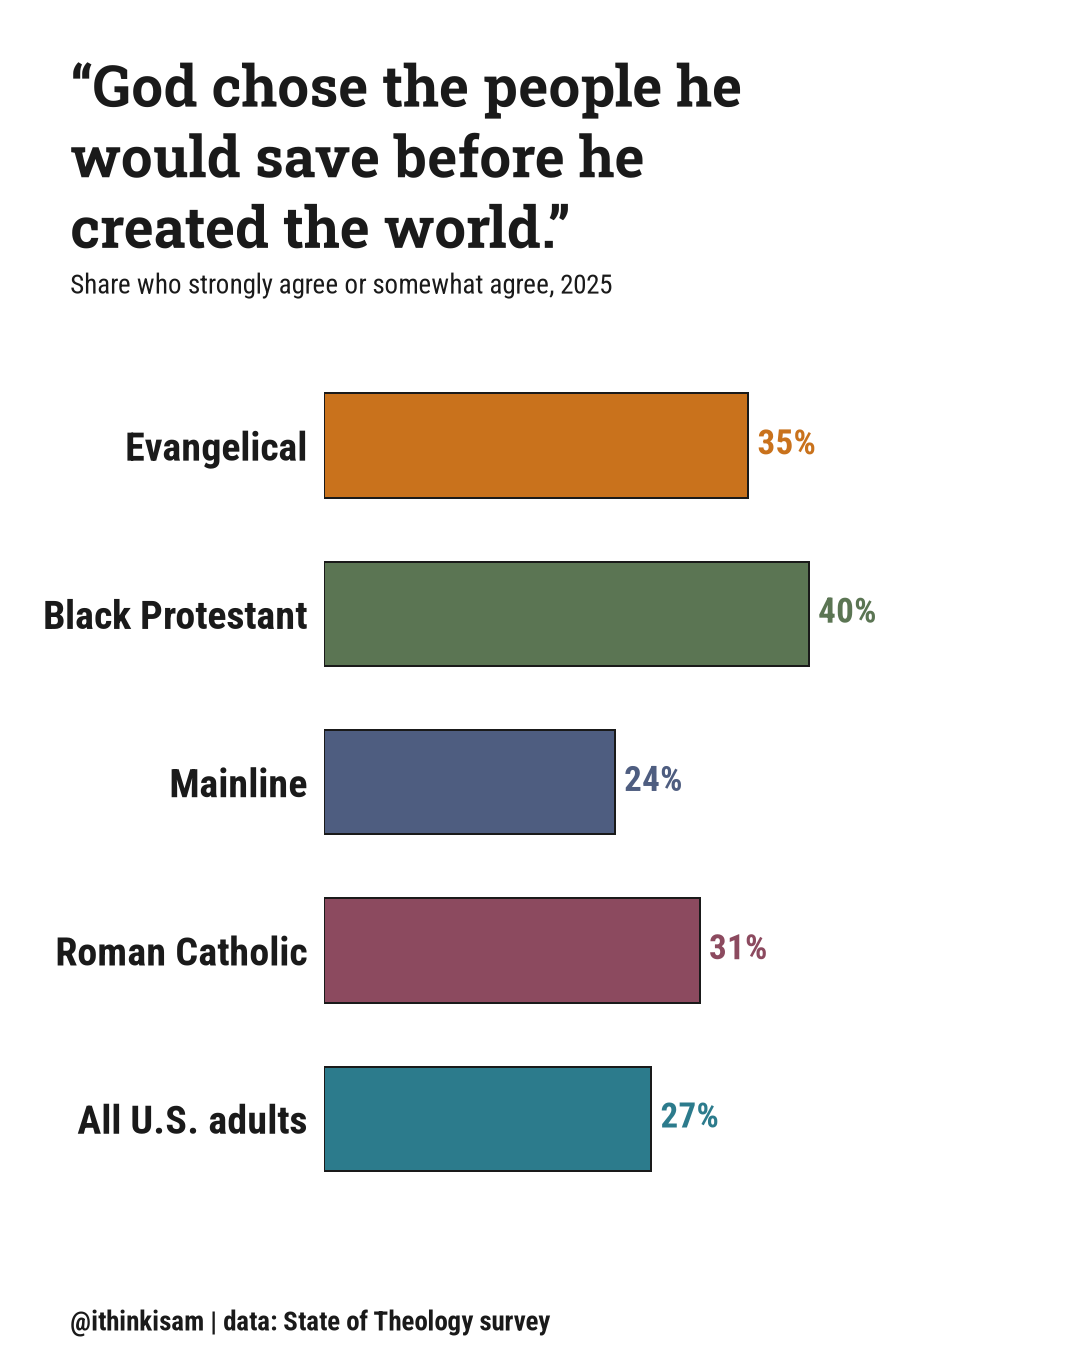 “God chose the people he
would save before he
created the world.”
Share who strongly agree or somewhat agree, 2025
Evangelical 35%
Black Protestant 40%
Mainline 24%
Roman Catholic 31%
All U.S. adults 27%
@ithinkisam | data: State of Theology survey